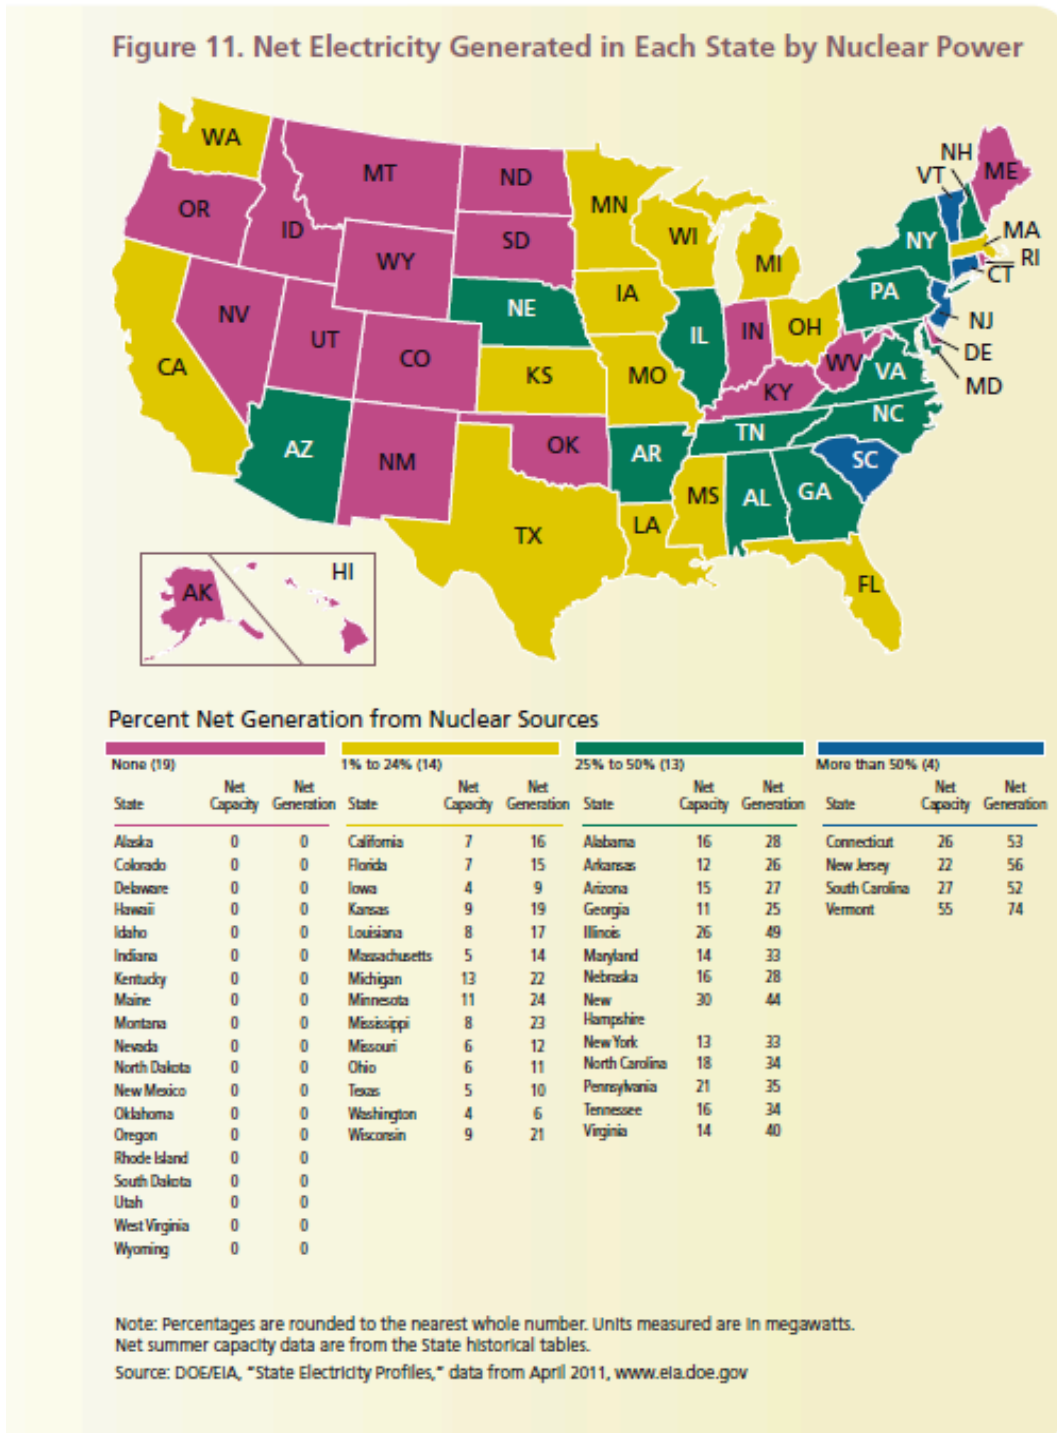 Figure 11. Net Electricity Generated in Each State by Nuclear Power
WA
MT
ND
MN
NH
VT
ME
OR
ID
SD
WI
MI
NY
MA
RI
CT
WY
NE
IA
PA
NJ
NV
UT
CO
IL
IN
OH
DE
CA
KS
MO
WV
VA
MD
KY
NC
AZ
NM
OK
AR
TN
SC
MS
AL
GA
TX
LA
FL
AK
HI
Percent Net Generation from Nuclear Sources
None (19)
Net Net
State Capacity Generation
Alaska 0 0
Colorado 0 0
Delaware 0 0
Hawaii 0 0
Idaho 0 0
Indiana 0 0
Kentucky 0 0
Maine 0 0
Montana 0 0
Nevada 0 0
North Dakota 0 0
New Mexico 0 0
Oklahoma 0 0
Oregon 0 0
Rhode Island 0 0
South Dakota 0 0
Utah 0 0
West Virginia 0 0
Wyoming 0 0
1% to 24% (14)
Net Net
State Capacity Generation
California 7 16
Florida 7 15
Iowa 4 9
Kansas 9 19
Louisiana 8 17
Massachusetts 5 14
Michigan 13 22
Minnesota 11 24
Mississippi 8 23
Missouri 6 12
Ohio 6 11
Texas 5 10
Washington 4 6
Wisconsin 9 21
25% to 50% (13)
Net Net
State Capacity Generation
Alabama 16 28
Arkansas 12 26
Arizona 15 27
Georgia 11 25
Illinois 26 49
Maryland 14 33
Nebraska 16 28
New 30 44
Hampshire
New York 13 33
North Carolina 18 34
Pennsylvania 21 35
Tennessee 16 34
Virginia 14 40
More than 50% (4)
Net Net
State Capacity Generation
Connecticut 26 53
New Jersey 22 56
South Carolina 27 52
Vermont 55 74
Note: Percentages are rounded to the nearest whole number. Units measured are in megawatts.
Net summer capacity data are from the State historical tables.
Source: DOE/EIA, “State Electricity Profiles,” data from April 2011, www.eia.doe.gov